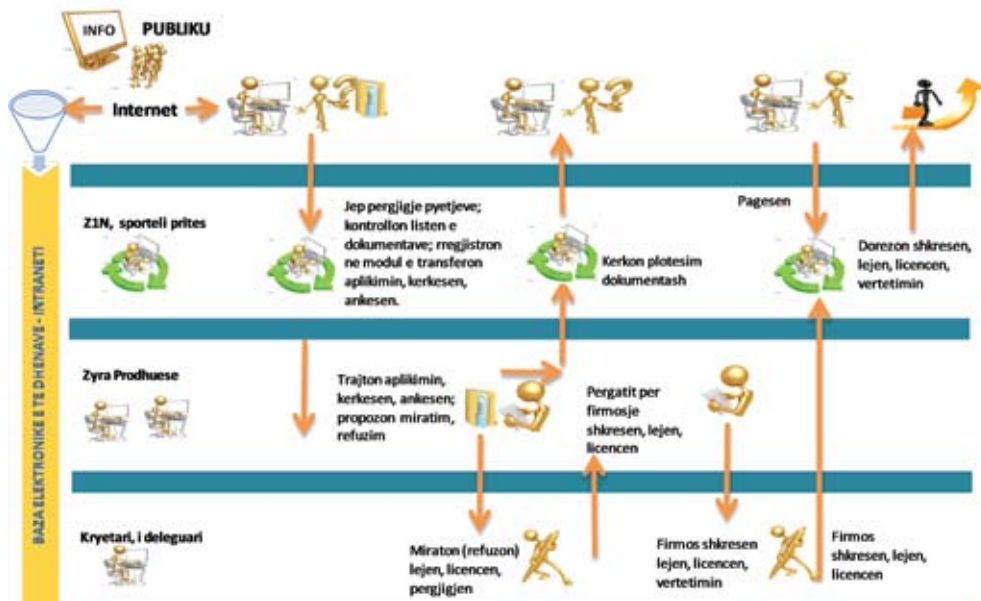 INFO
PUBLIKU
Internet
BAZA ELEKTRONIKE E TE DHENAVE - INTRANETI
Z1N, sporteli prites
Jep pergjigje pyetjeve;
kontrollon listen e
dokumentave; rregjistron
ne modul e transferon
aplikimin, kerkesen,
ankesen.
Kerkon plotesim
dokumentash
Pagesen
Dorezon shkresen,
lejen, licencen,
vertetimin
Zyra Prodhuese
Trajton aplikimin,
kerkesen, ankesen;
propozon miratim,
refuzim
Pergatit per
firmosje
shkresen, lejen,
licencen
Kryetari, i deleguari
Miraton (refuzon)
lejen, licencen,
pergjigjen
Firmos shkresen
lejen, licencen,
vertetimin
Firmos
shkresen, lejen,
licencen